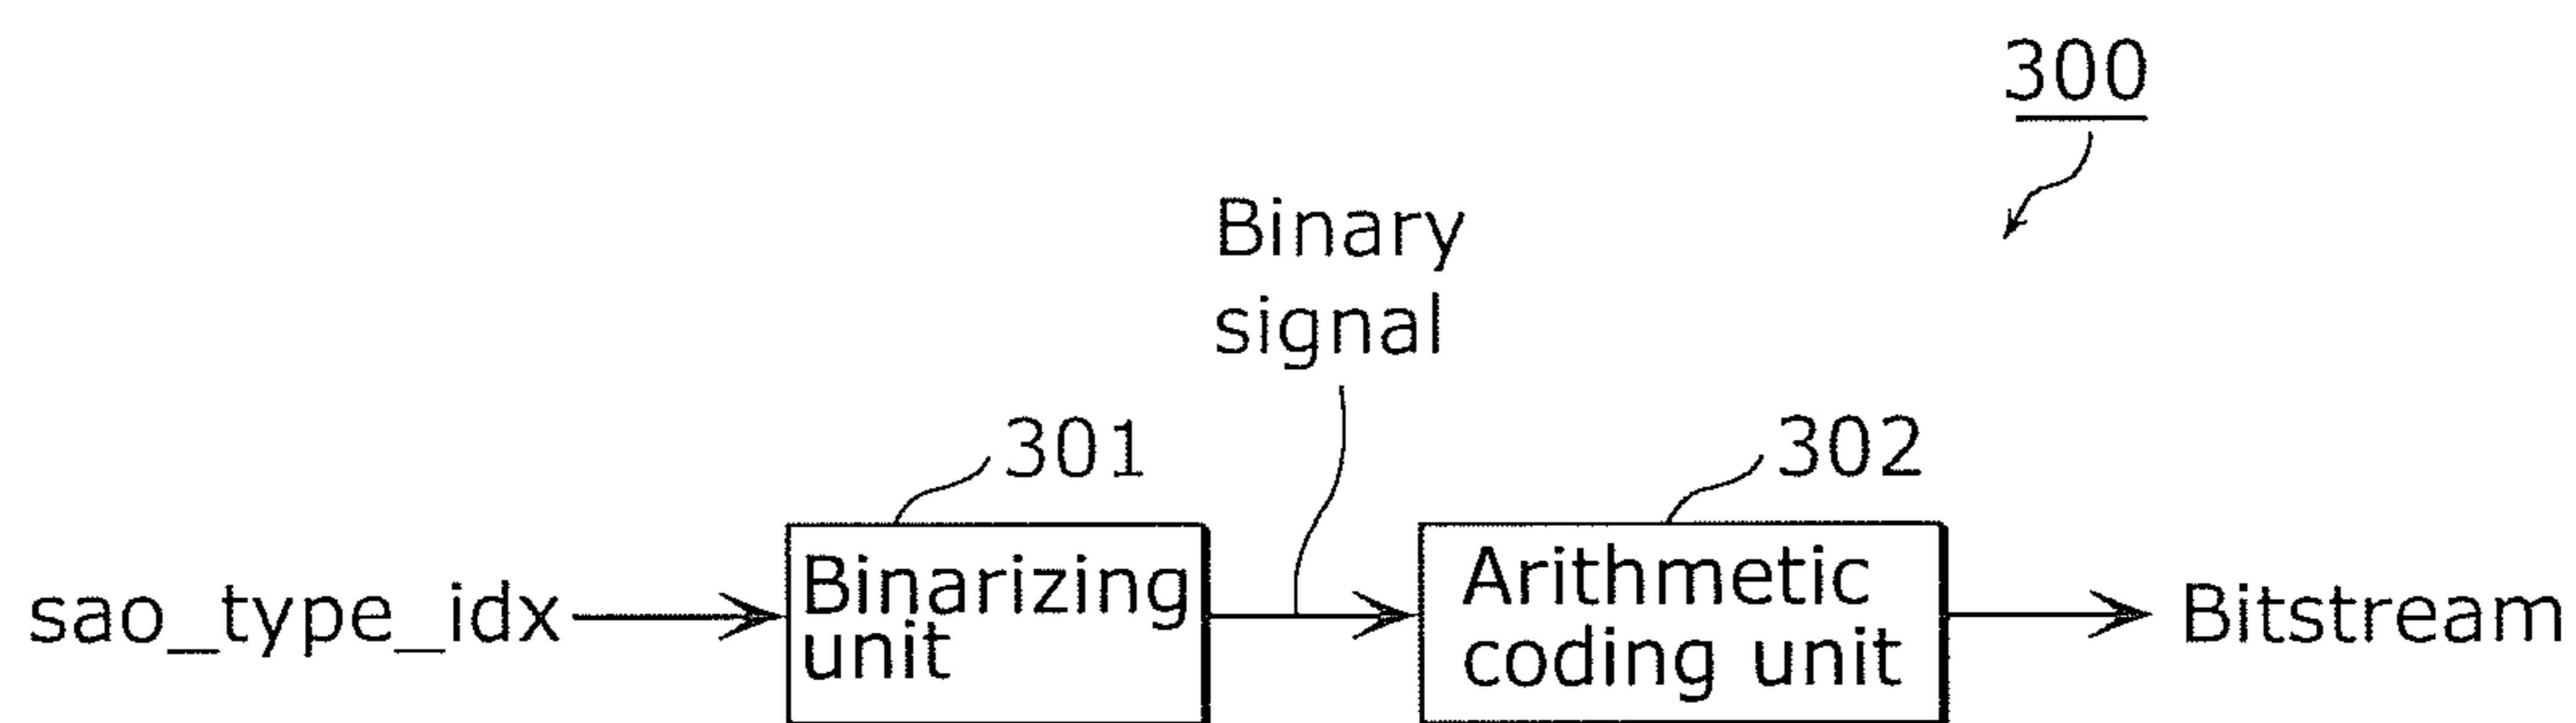 300
Binary
signal
301
302
sao_type_idx
Binarizing
unit
Arithmetic
coding unit
Bitstream